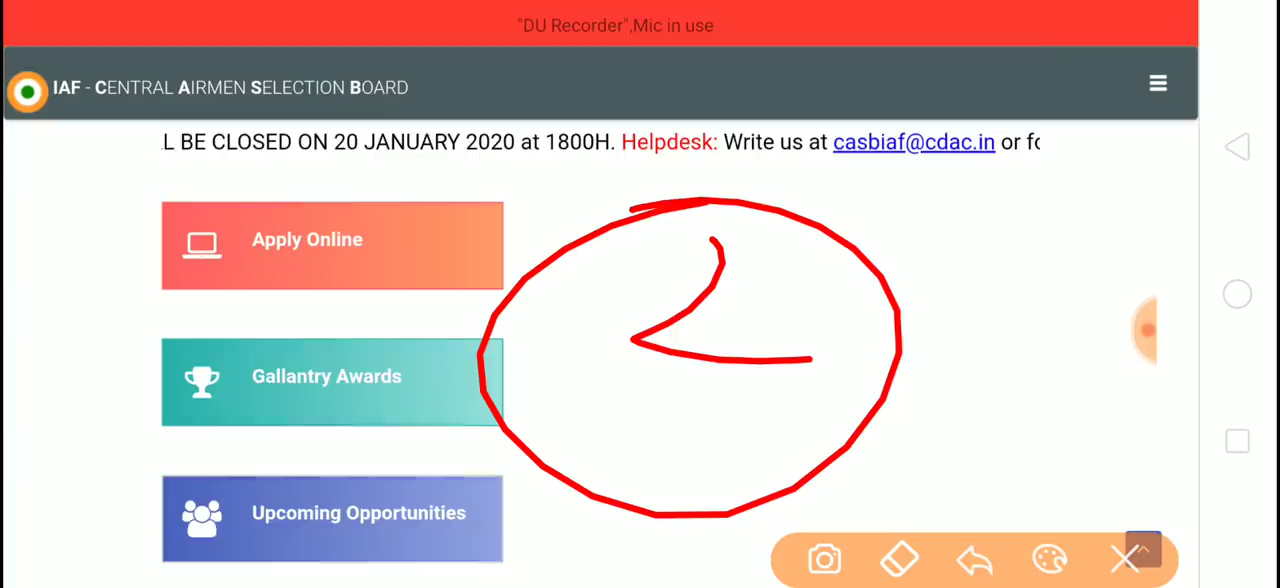 "DU Recorder",Mic in use
IAF - CENTRAL AIRMEN SELECTION BOARD
BE CLOSED ON 20 JANUARY 2020 at 1800H. Helpdesk: Write us at casbiaf@cdac.in or
Apply Online
2
Gallantry Awards
Upcoming Opportunities